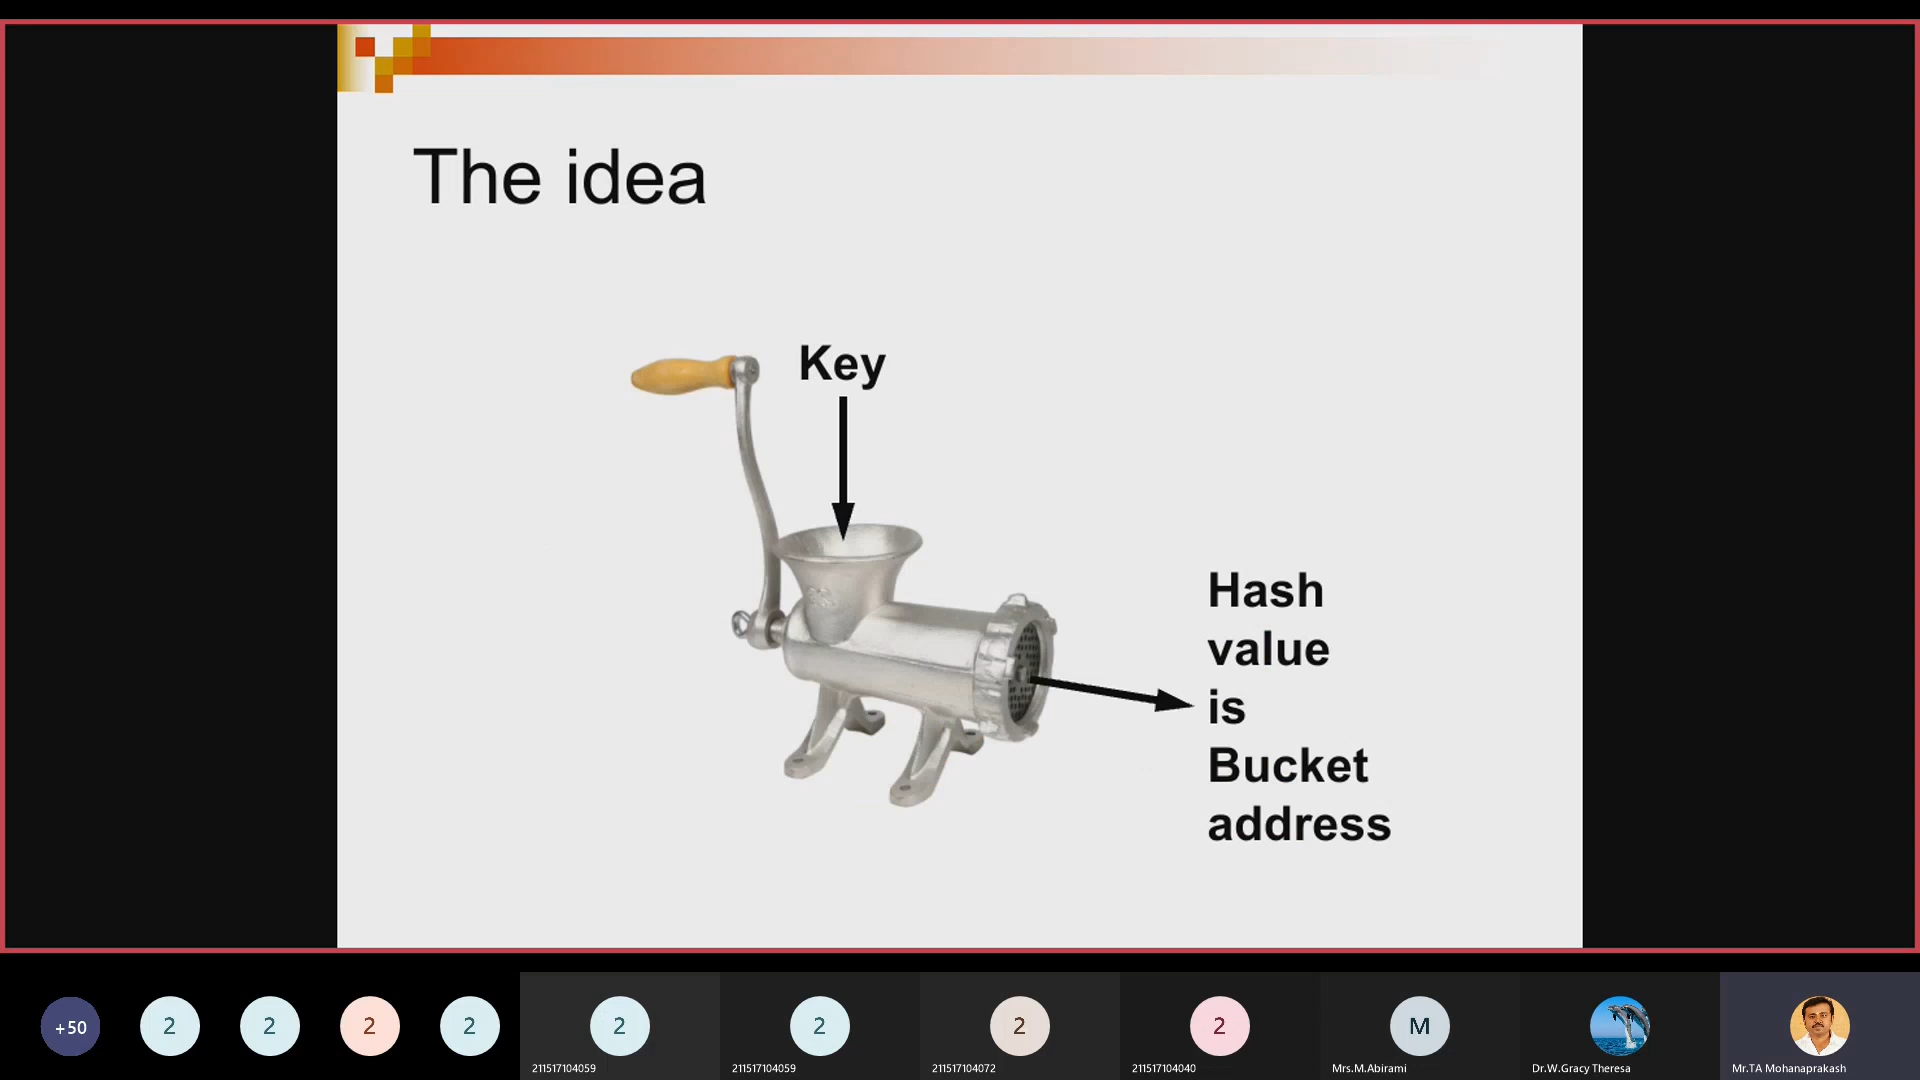 The idea
Key
Hash
value
is
Bucket
address
+50
2
2
2
2
2
2
2
2
M
211517104059
211517104059
211517104072
211517104040
Mrs.M.Abirami
Dr.W.Gracy Theresa
Mr.TA Mohanaprakash